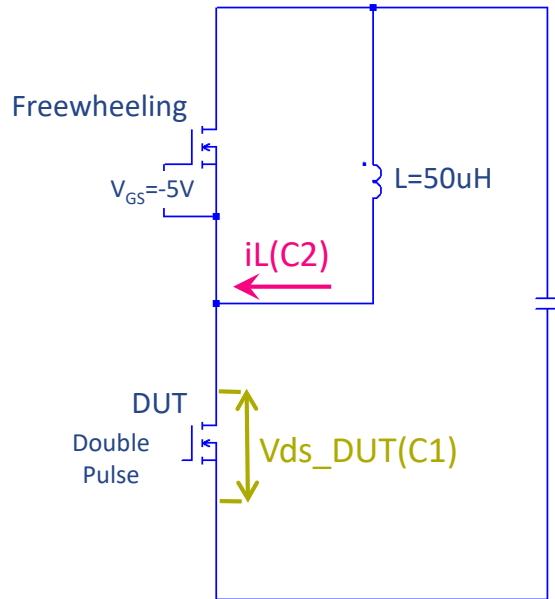 Freewheeling
V_GS=-5V
L=50uH
iL(C2)
DUT
Double
Pulse
Vds_DUT(C1)